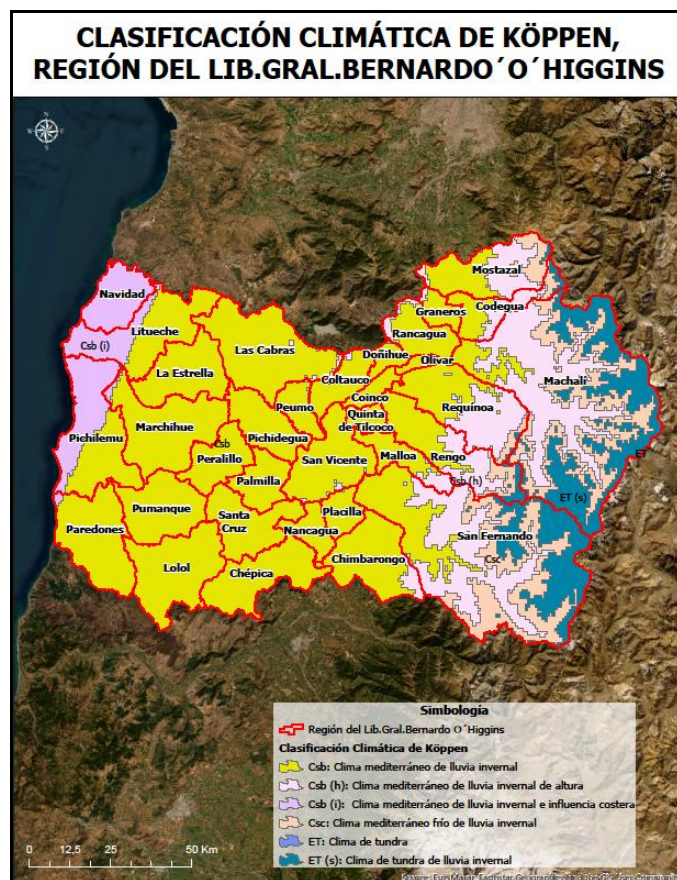 CLASIFICACIÓN CLIMÁTICA DE KÖPPEN,
REGIÓN DEL LIB.GRAL.BERNARDO´O´HIGGINS
N
W E
S
Mostazal
Navidad
Codegua
Graneros
Litueche
Rancagua
Csb (i)
Las Cabras
Doñihue
Olivar
La Estrella
Machalí
Coltauco
Coinco
Peumo
Requínoa
Quinta
de Tilcoco
Marchihue
Pichilemu
Csb
Pichidegua
ET
Peralillo
San Vicente
Malloa
Rengo
Palmilla
Csb (h)
ET (s)
Pumanque
Placilla
Paredones
Santa
Cruz
Nancagua
San Fernando
Chimbarongo
Csc
Lolol
Chépica
Simbología
Región del Lib.Gral.Bernardo O´Higgins
Clasificación Climática de Köppen
Csb: Clima mediterráneo de lluvia invernal
Csb (h): Clima mediterráneo de lluvia invernal de altura
Csb (i): Clima mediterráneo de lluvia invernal e influencia costera
Csc: Clima mediterráneo frío de lluvia invernal
ET: Clima de tundra
ET (s): Clima de tundra de lluvia invernal
0 12,5 25 50 Km
Source: Esri, Maxar, Earthstar Geographics